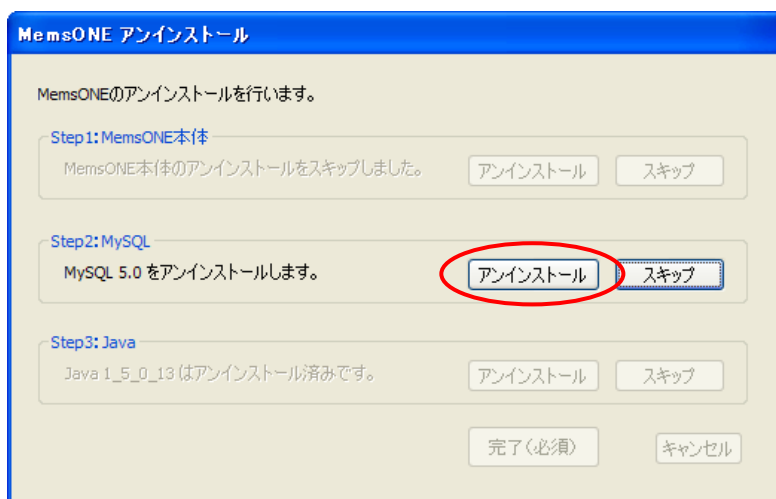 MemsONE アンインストール
MemsONEのアンインストールを行います。
Step1:MemsONE本体
MemsONE本体のアンインストールをスキップしました。 アンインストール スキップ
Step2:MySQL
MySQL 5.0 をアンインストールします。 アンインストール スキップ
Step3:Java
Java 1_5_0_13 はアンインストール済みです。 アンインストール スキップ
完了(必須) キャンセル